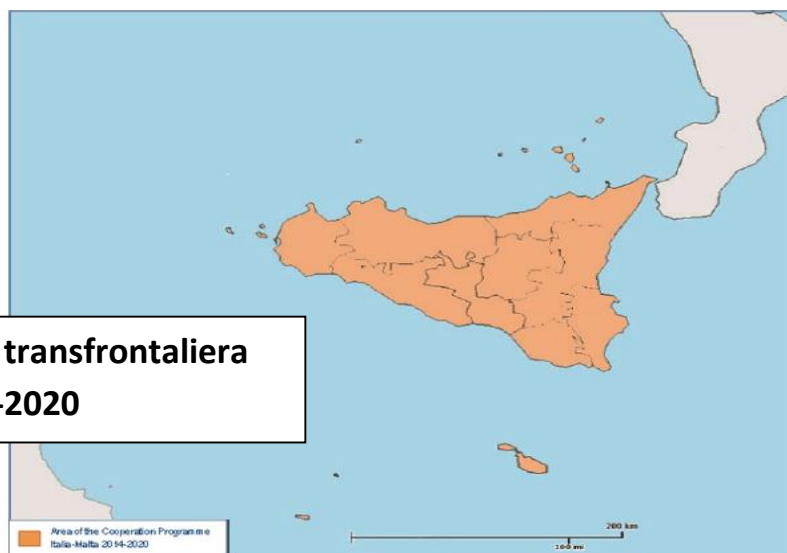 transfrontaliera
-2020
200 km
100 mi
Area of the Cooperation Programme
Italia-Malta 2014-2020